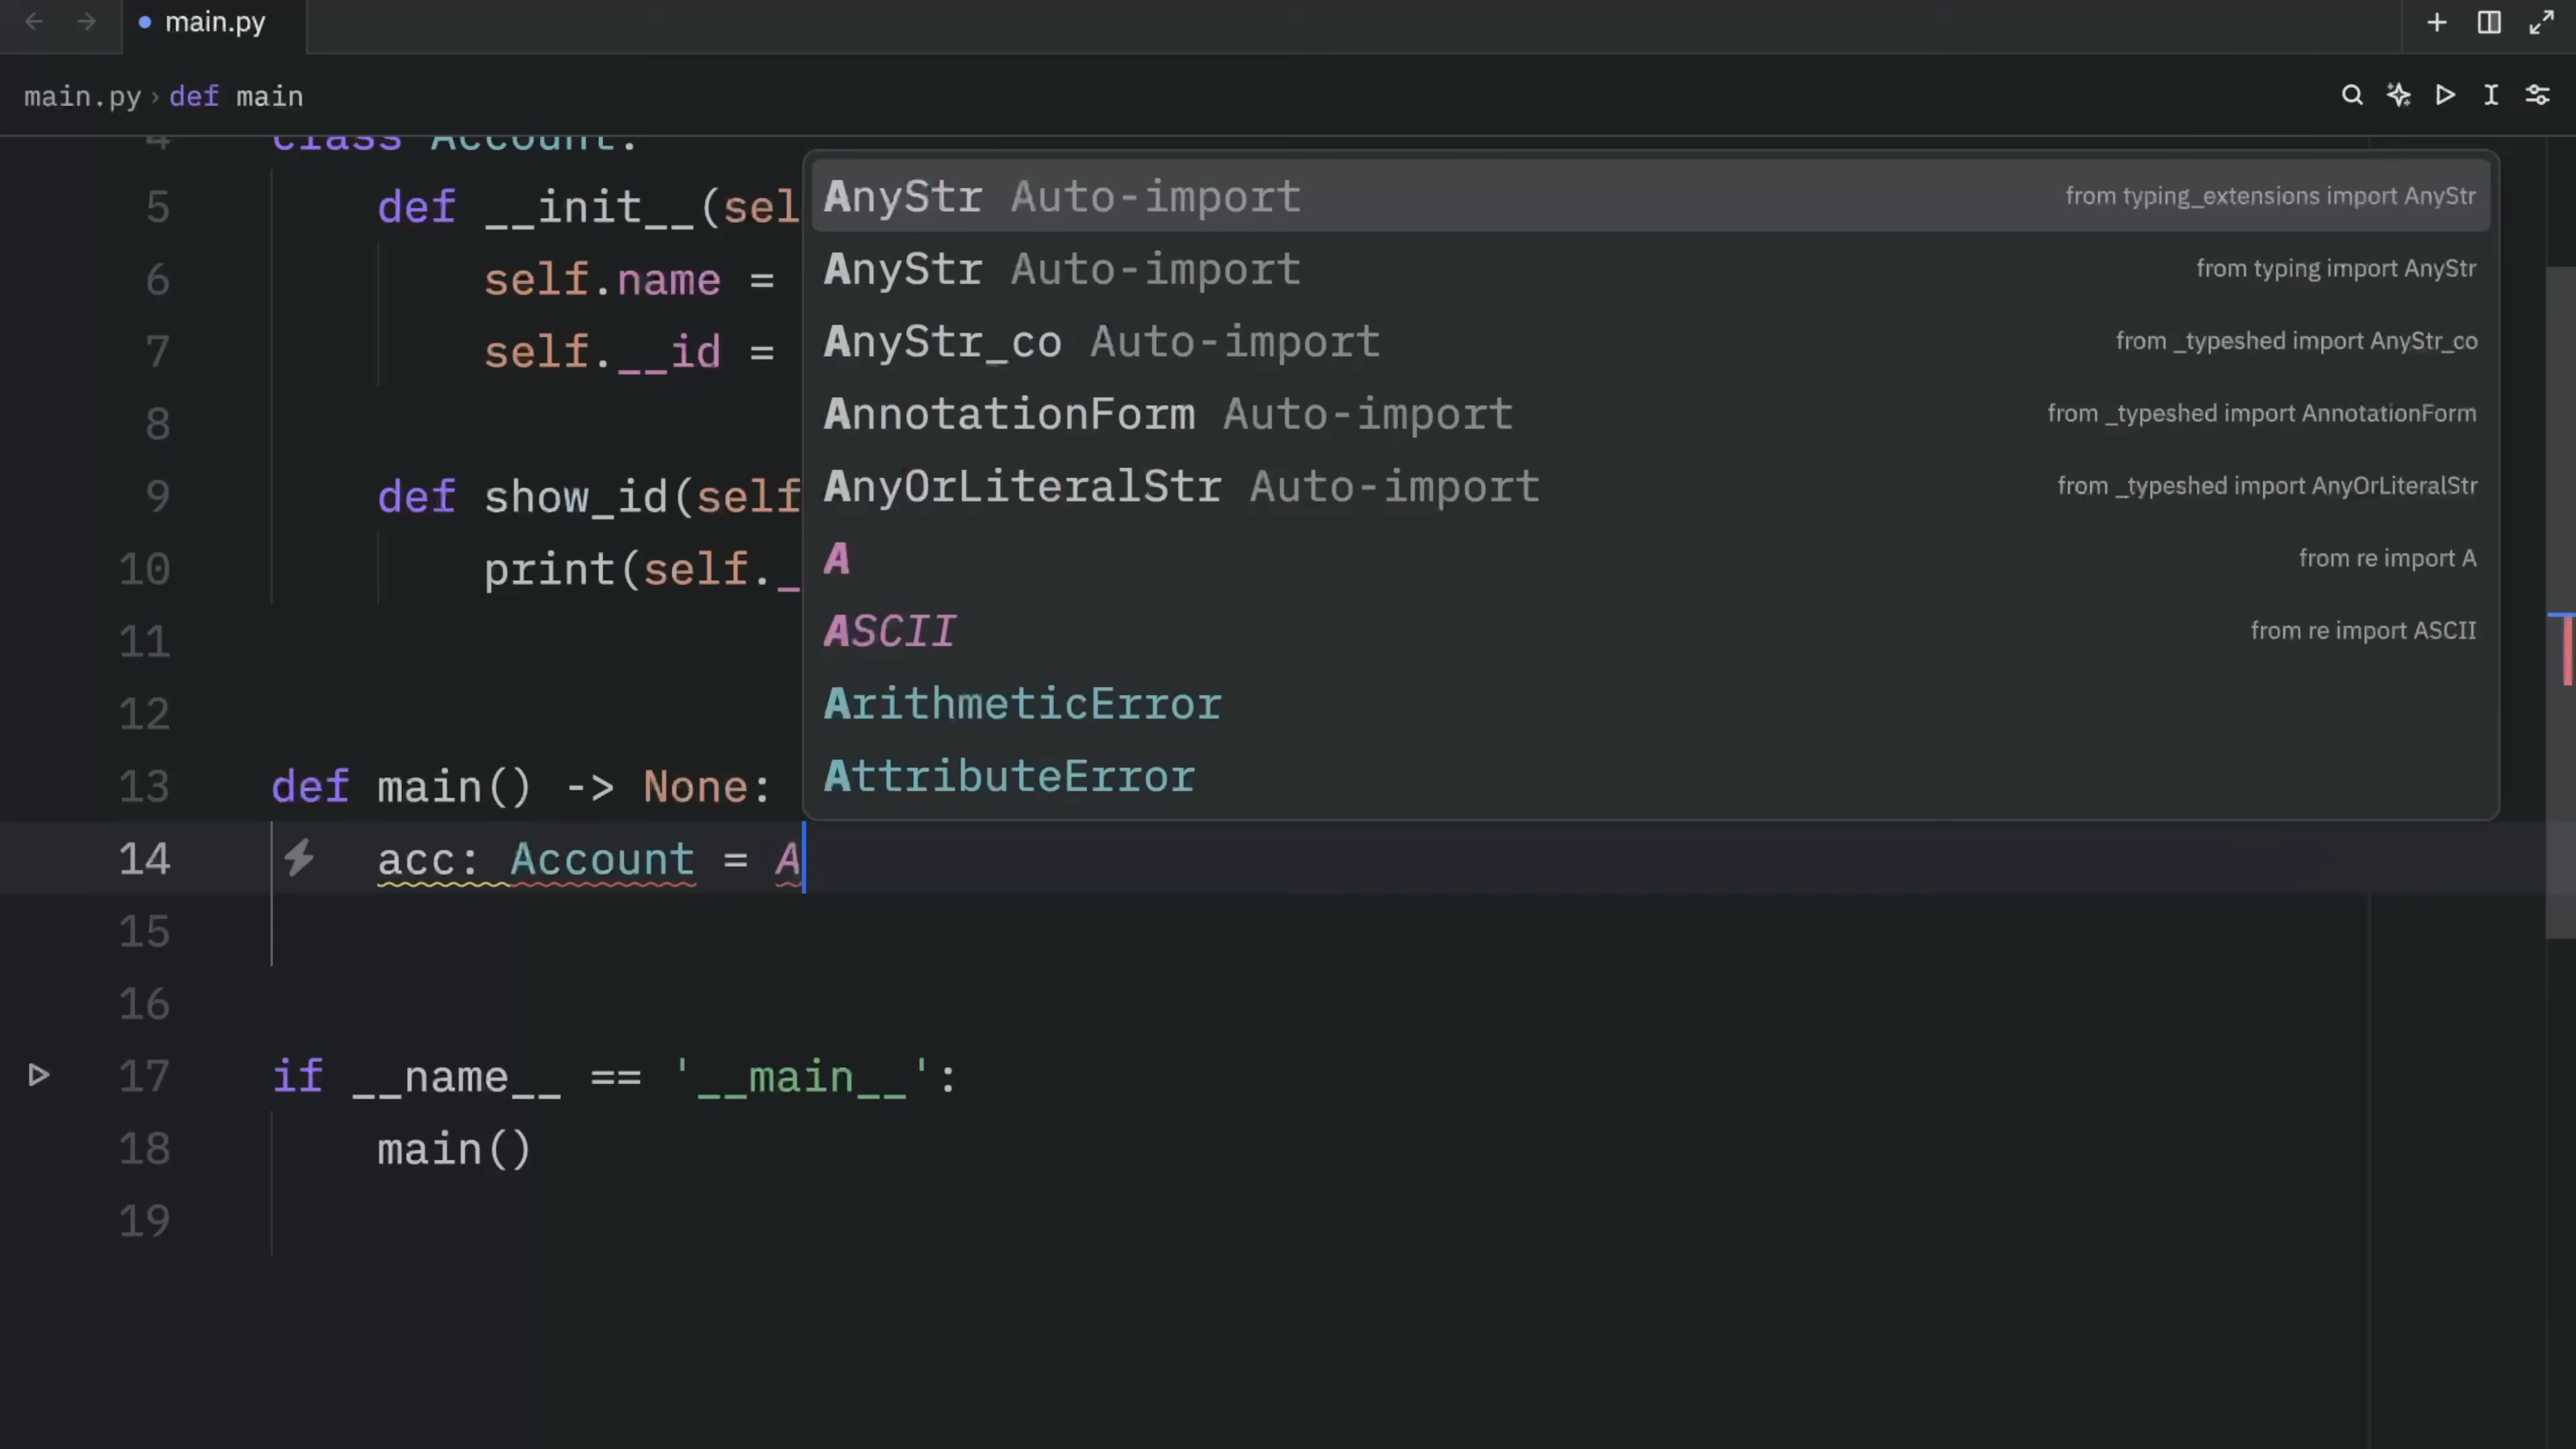 main.py
main.py › def main
4 class Account:
5 def __init__(sel
6 self.name =
7 self.__id =
8
9 def show_id(self
10 print(self._
11
12
13 def main() -> None:
14 acc: Account = A
15
16
17 if __name__ == '__main__':
18 main()
19
AnyStr Auto-import from typing_extensions import AnyStr
AnyStr Auto-import from typing import AnyStr
AnyStr_co Auto-import from _typeshed import AnyStr_co
AnnotationForm Auto-import from _typeshed import AnnotationForm
AnyOrLiteralStr Auto-import from _typeshed import AnyOrLiteralStr
A from re import A
ASCII from re import ASCII
ArithmeticError
AttributeError